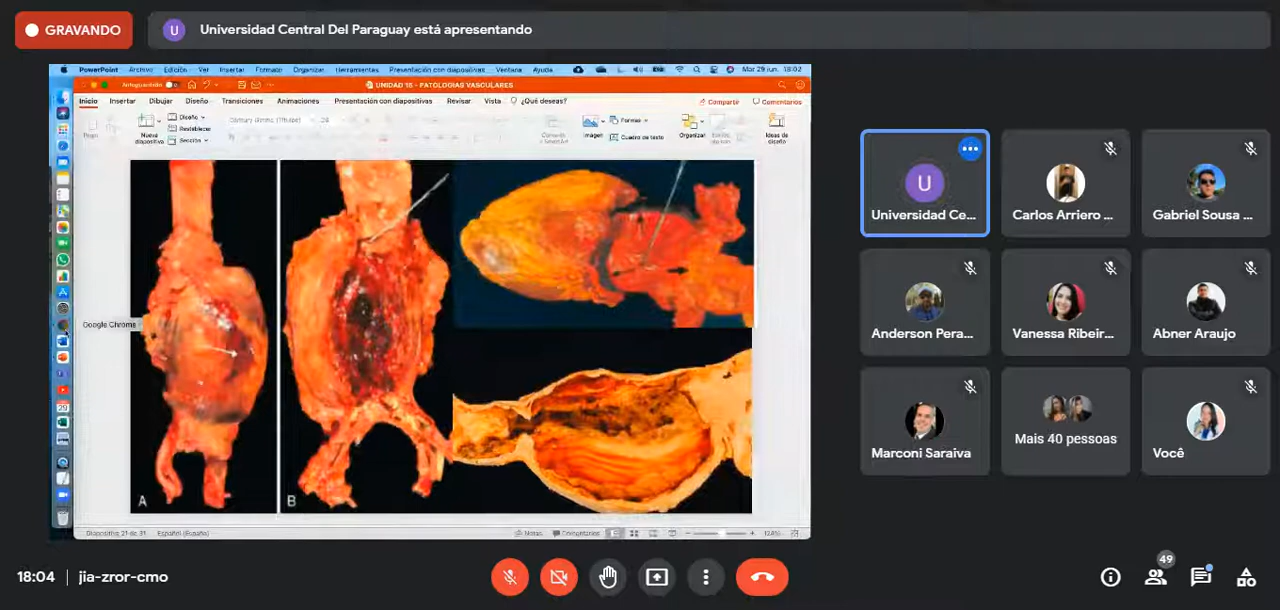 GRAVANDO
U Universidad Central Del Paraguay está apresentando
PowerPoint Archivo Edición Ver Insertar Formato Organizar Herramientas Presentación con diapositivas Ventana Ayuda Mar 29 jun. 18:02
Autoguardado UNIDAD 18 - PATOLOGIAS VASCULARES
Inicio Insertar Dibujar Diseño Transiciones Animaciones Presentación con diapositivas Revisar Vista ¿Qué deseas? Compartir Comentarios
Nueva diapositiva
Diseño
Restablecer
Sección
Imagen
Formas
Cuadro de texto
Organizar
Ideas de diseño
Google Chrome
29
A
B
Diapositiva 21 de 31 Español (España) Notas Comentarios
U
Universidad Ce...
Carlos Arriero ...
Gabriel Sousa ...
Anderson Pera...
Vanessa Ribeir...
Abner Araujo
Marconi Saraiva
Mais 40 pessoas
Você
18:04 | jia-zror-cmo
49